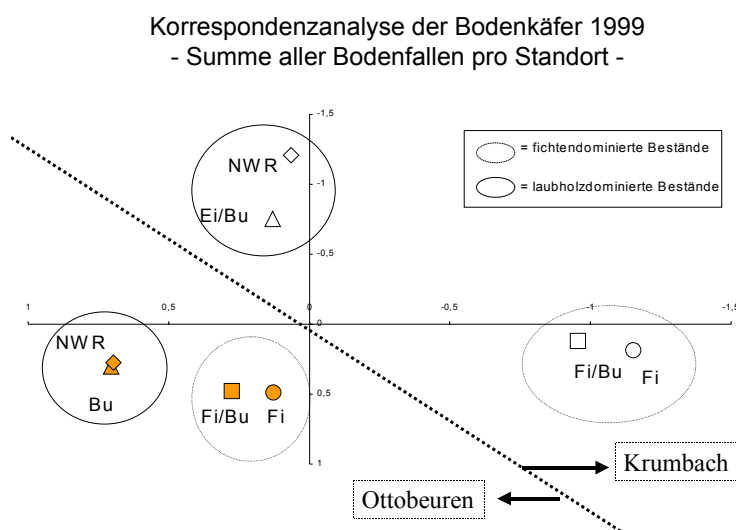 Korrespondenzanalyse der Bodenkäfer 1999
- Summe aller Bodenfallen pro Standort -
-1,5
= fichtendominierte Bestände
NWR
-1
= laubholzdominierte Bestände
Ei/Bu
-0,5
1
0,5
0
-0,5
-1
-1,5
0
NWR
Fi/Bu
Fi
Bu
Fi/Bu
Fi
0,5
1
Krumbach
Ottobeuren